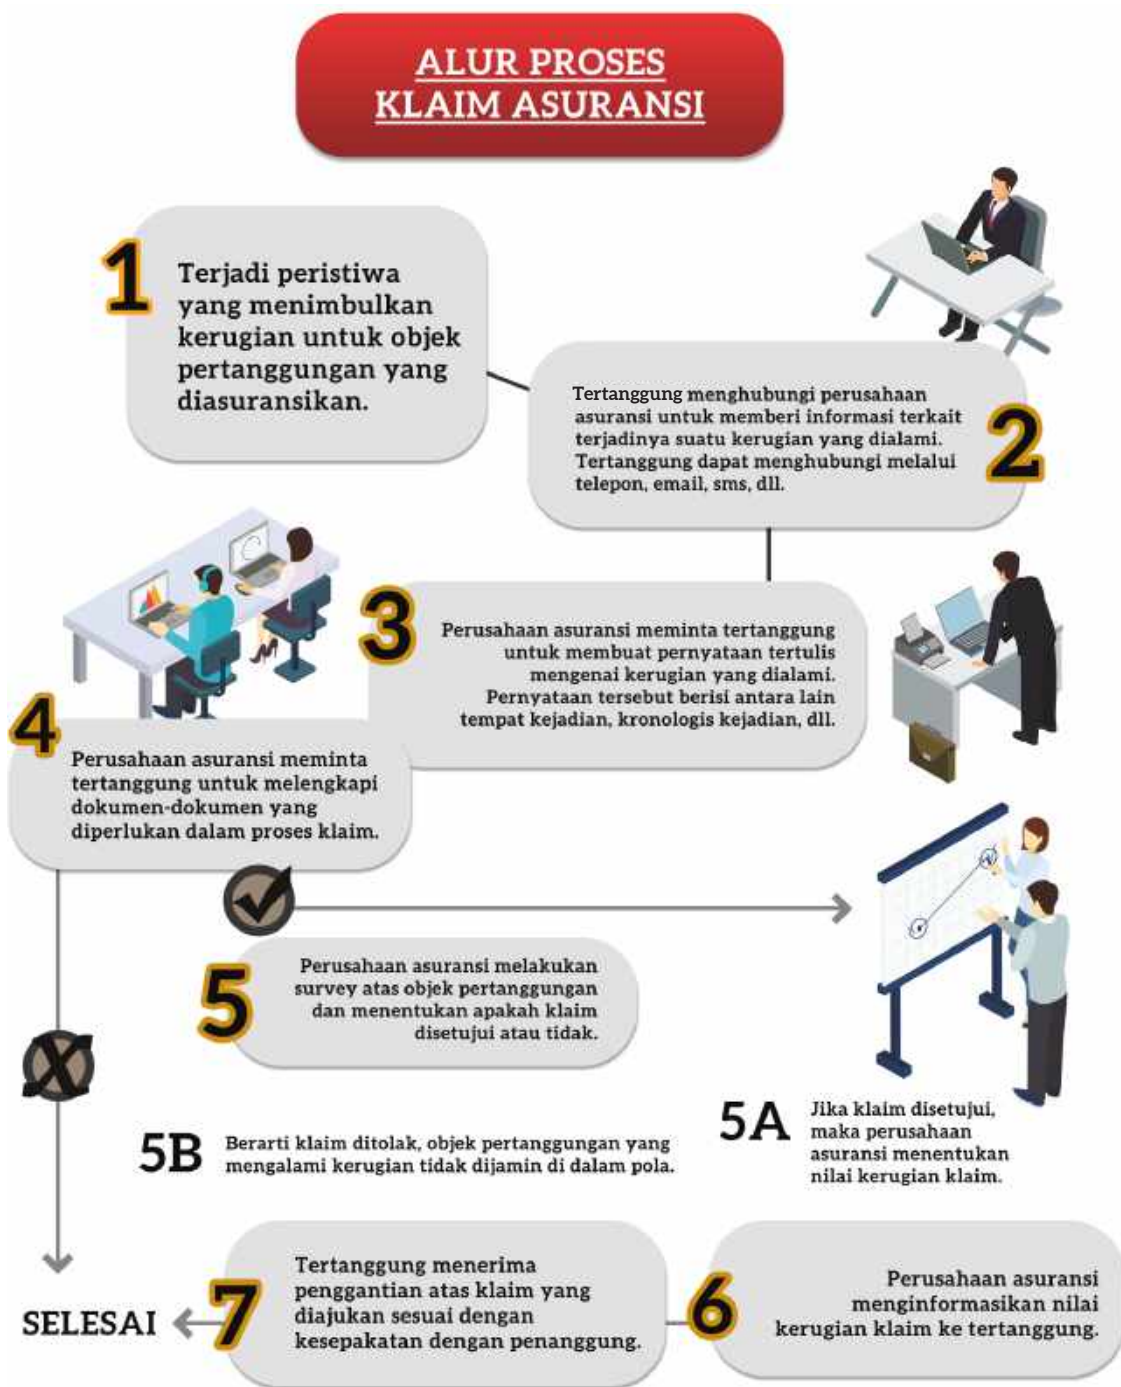 ALUR PROSES
KLAIM ASURANSI
1
Terjadi peristiwa
yang menimbulkan
kerugian untuk objek
pertanggungan yang
diasuransikan.
2
Tertanggung menghubungi perusahaan
asuransi untuk memberi informasi terkait
terjadinya suatu kerugian yang dialami.
Tertanggung dapat menghubungi melalui
telepon, email, sms, dll.
3
Perusahaan asuransi meminta tertanggung
untuk membuat pernyataan tertulis
mengenai kerugian yang dialami.
Pernyataan tersebut berisi antara lain
tempat kejadian, kronologis kejadian, dll.
4
Perusahaan asuransi meminta
tertanggung untuk melengkapi
dokumen-dokumen yang
diperlukan dalam proses klaim.
5
Perusahaan asuransi melakukan
survey atas objek pertanggungan
dan menentukan apakah klaim
disetujui atau tidak.
5A
Jika klaim disetujui,
maka perusahaan
asuransi menentukan
nilai kerugian klaim.
5B
Berarti klaim ditolak, objek pertanggungan yang
mengalami kerugian tidak dijamin di dalam pola.
6
Perusahaan asuransi
menginformasikan nilai
kerugian klaim ke tertanggung.
7
Tertanggung menerima
penggantian atas klaim yang
diajukan sesuai dengan
kesepakatan dengan penanggung.
SELESAI